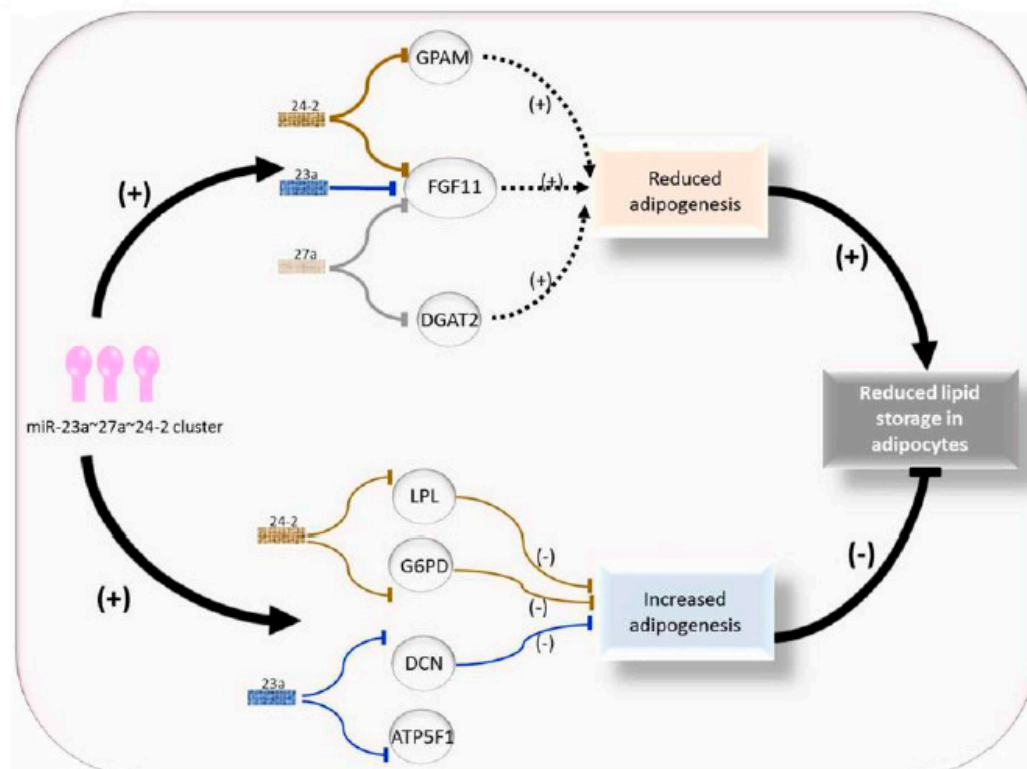 GPAM
24-2
(+)
23a
FGF11
(+)
Reduced
adipogenesis
(+)
27a
(+)
(+)
DGAT2
miR-23a~27a~24-2 cluster
Reduced lipid
storage in
adipocytes
LPL
24-2
(-)
G6PD
(-)
(-)
Increased
adipogenesis
(+)
(-)
23a
DCN
ATP5F1